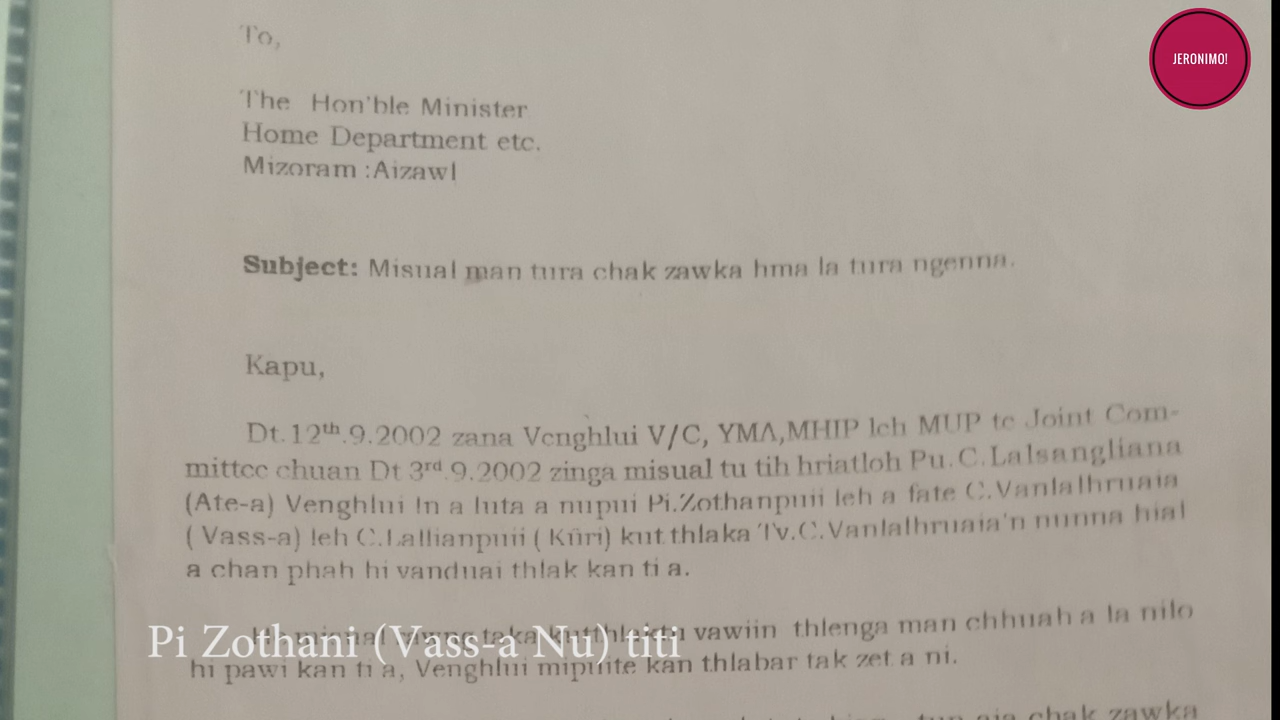 To,
JERONIMO!
The Hon'ble Minister
Home Department etc.
Mizoram :Aizawl
Subject: Misual man tura chak zawka hma la tura ngenna.
Kapu,
Dt.12th.9.2002 zana Venghlui V/C, YMA,MHIP leh MUP te Joint Com-
mittee chuan Dt 3rd.9.2002 zinga misual tu tih hriatloh Pu.C.Lalsangliana
(Ate-a) Venghlui In a luta a nupui Pi.Zothanpuii leh a fate C.Vanlalhruaia
( Vass-a) leh C.Lallianpuii ( Kûri) kut thlaka Tv.C.Vanlalhruaia'n nunna hial
a chan phah hi vanduai thlak kan ti a.
vawiin thlenga man chhuah a la nilo
Pi Zothani (Vass-a Nu) titi
hi pawi kan ti a, Venghlui mipuite kan thlabar tak zet a ni.
chak zawka